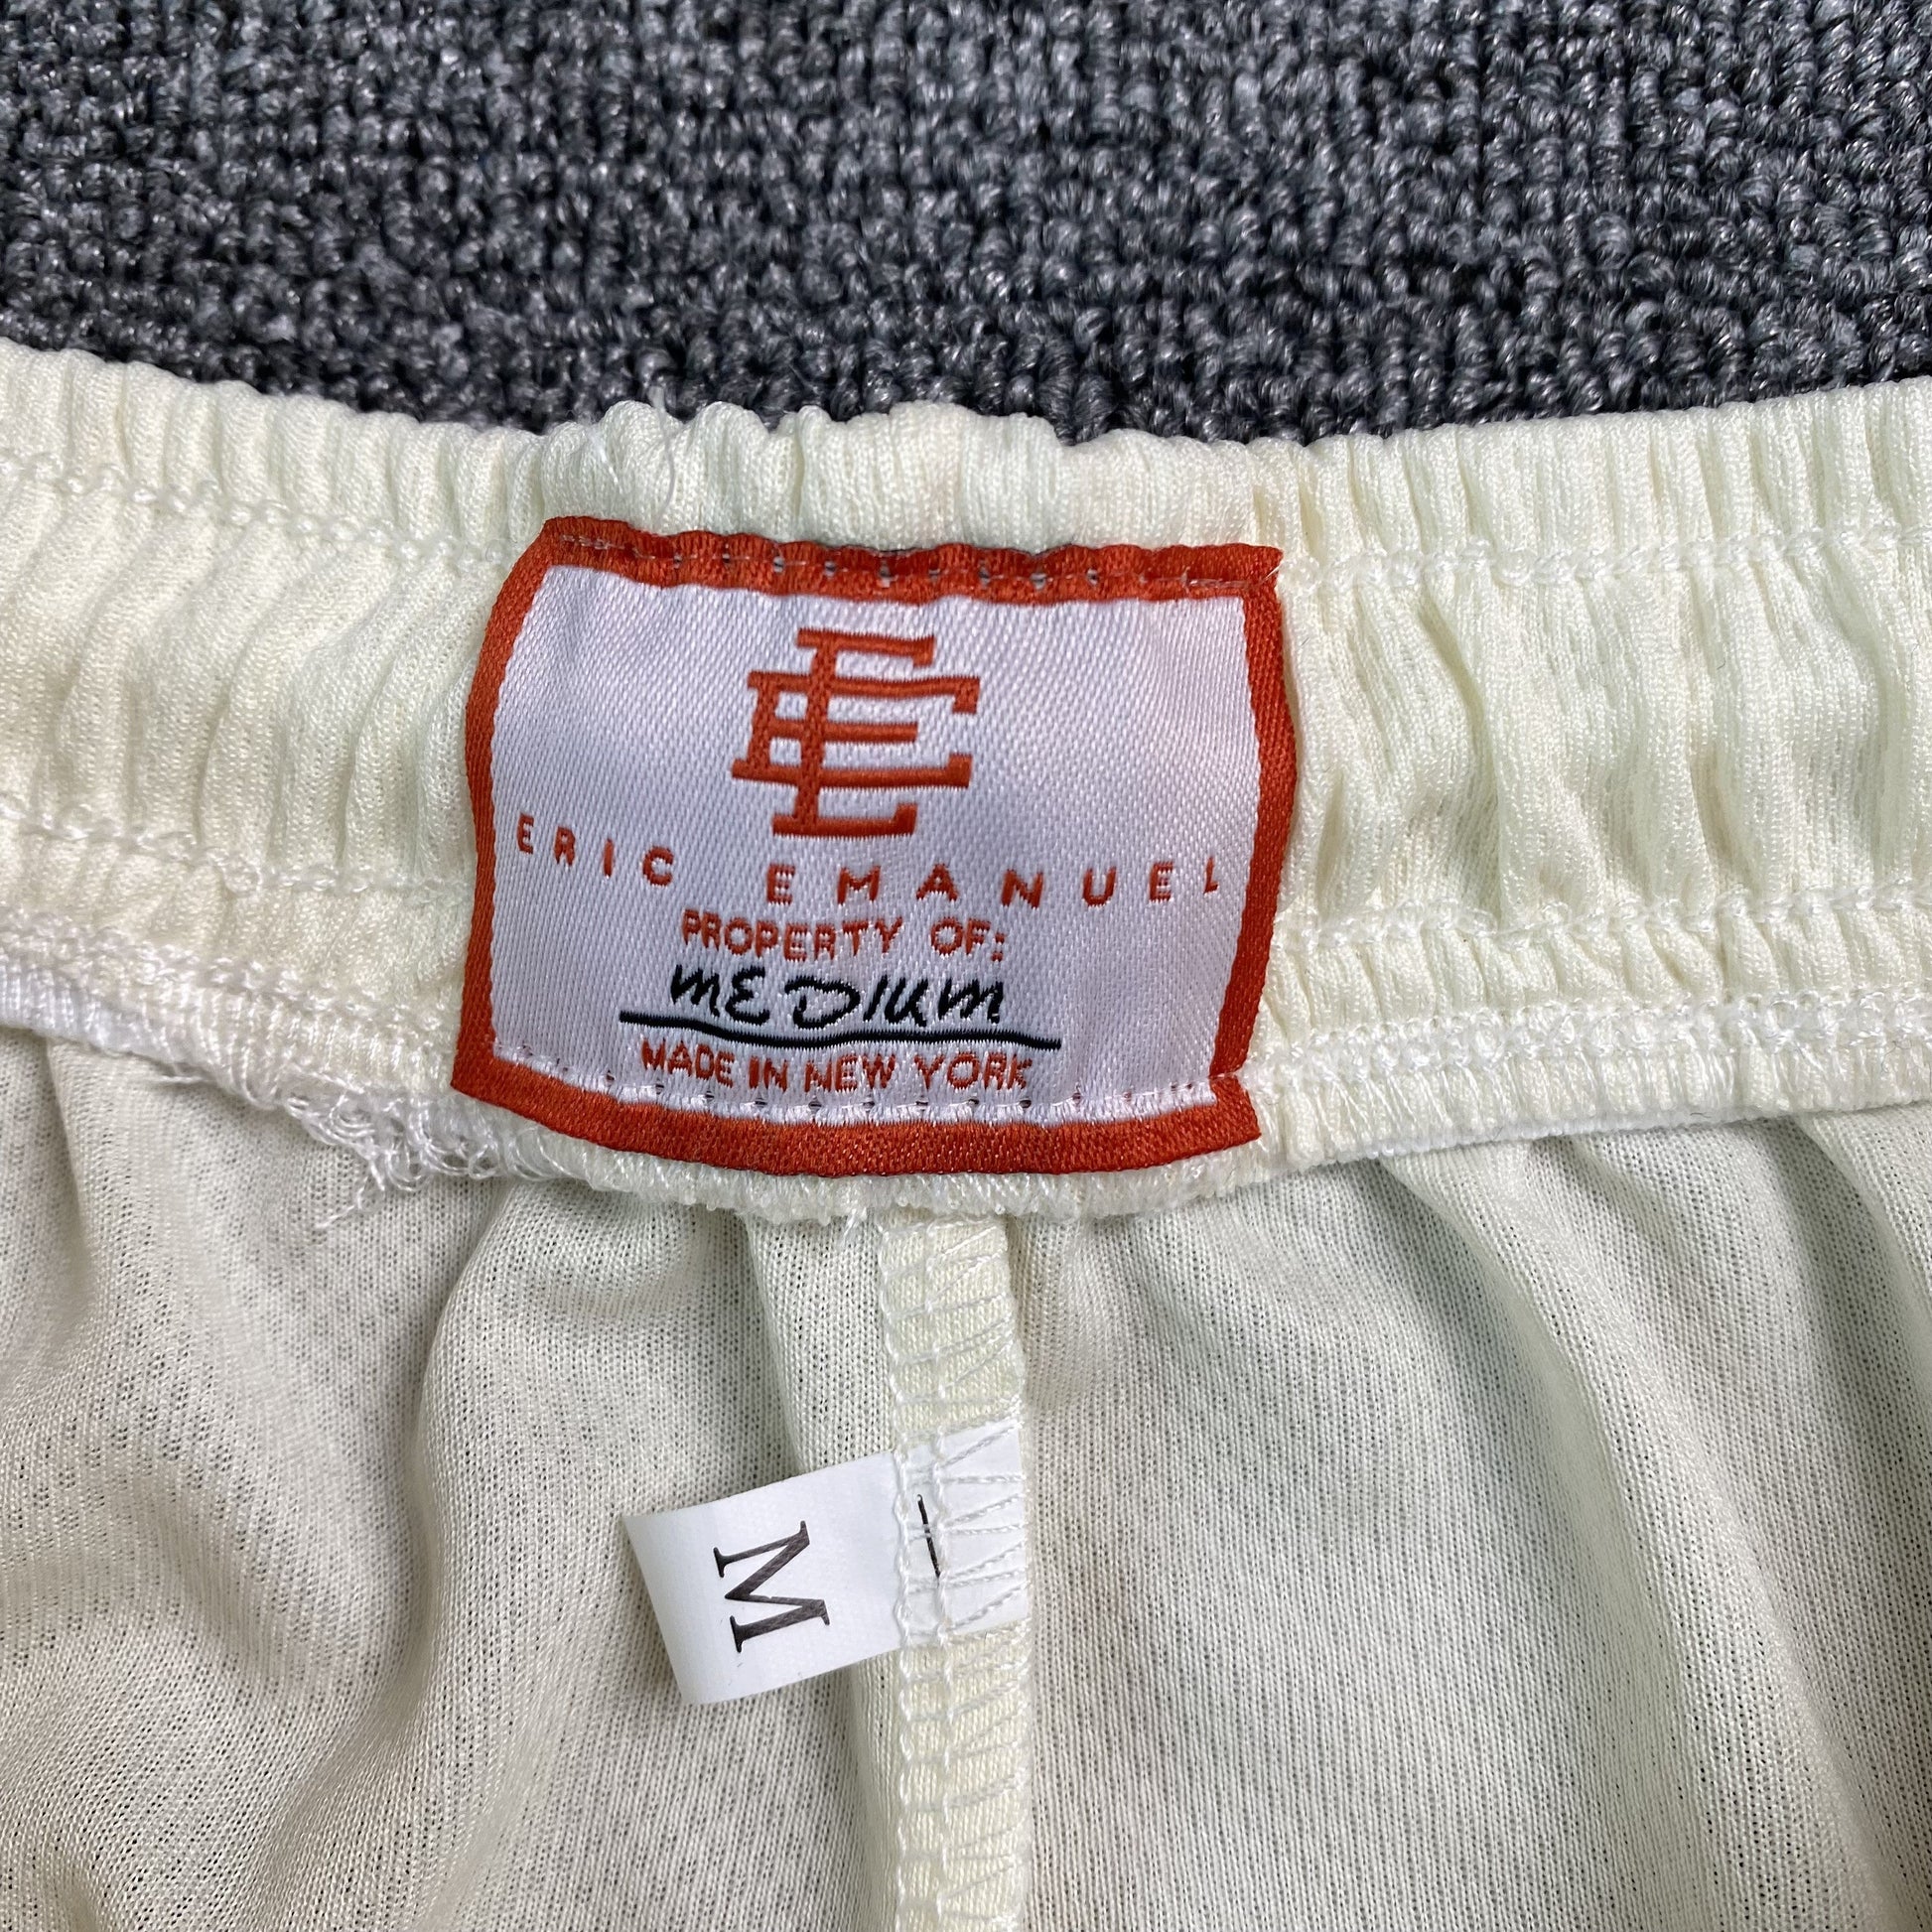 EE
ERIC EMANUEL
PROPERTY OF:
MEDIUM
MADE IN NEW YORK
M